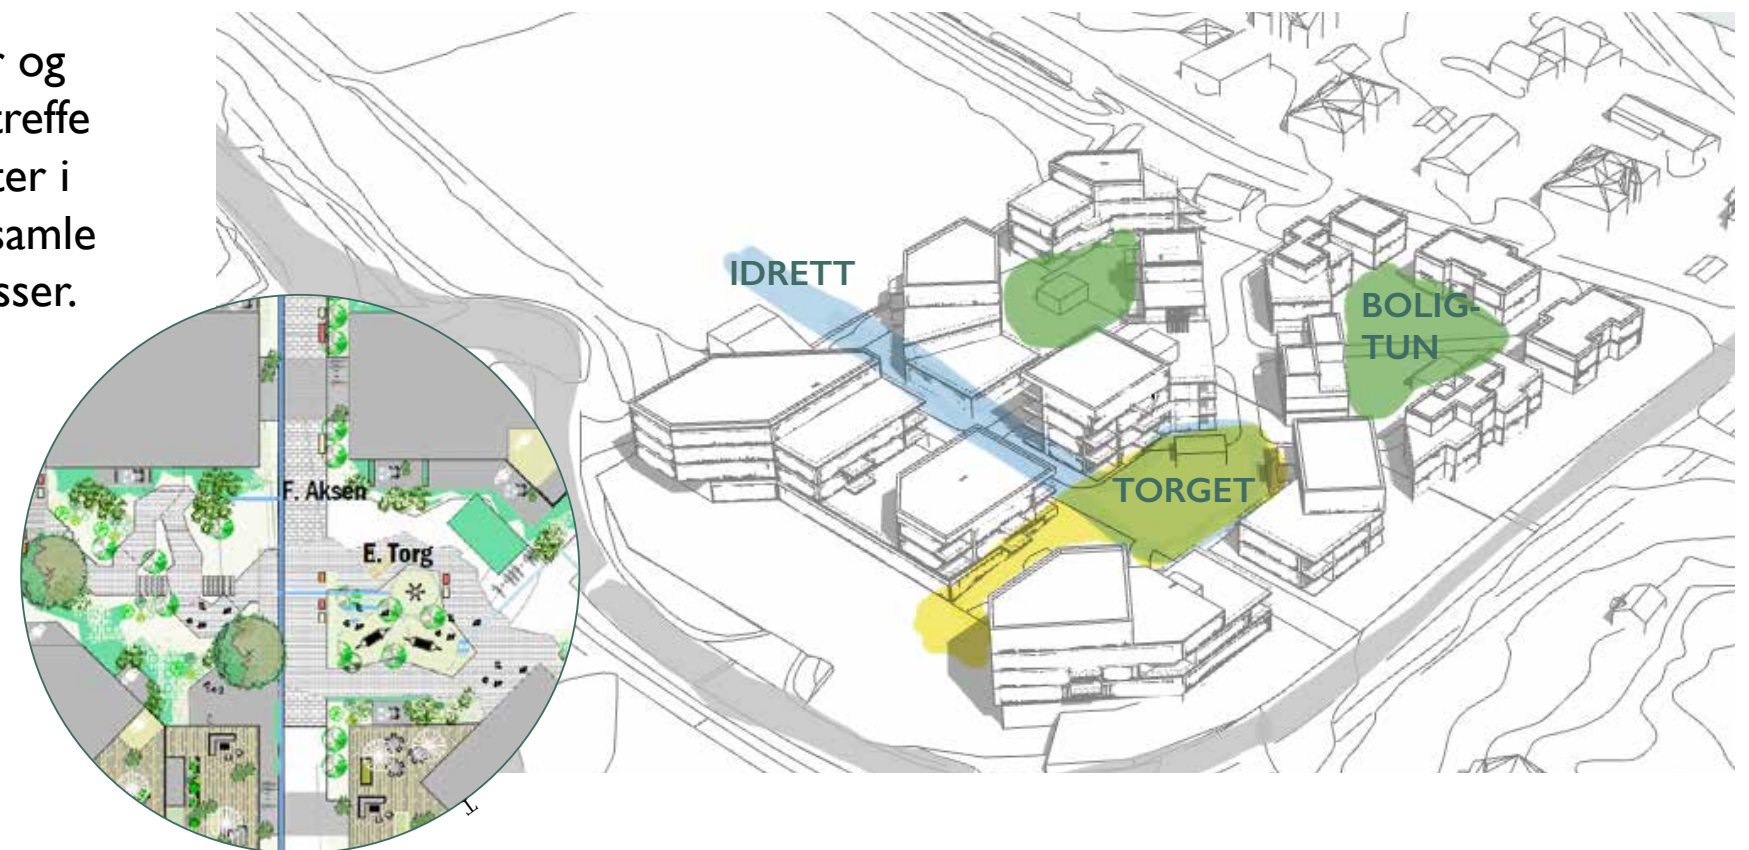 r og
treffe
ter i
samle
sser.
IDRETT
BOLIG-
TUN
TORGET
F. Aksen
E. Torg
T